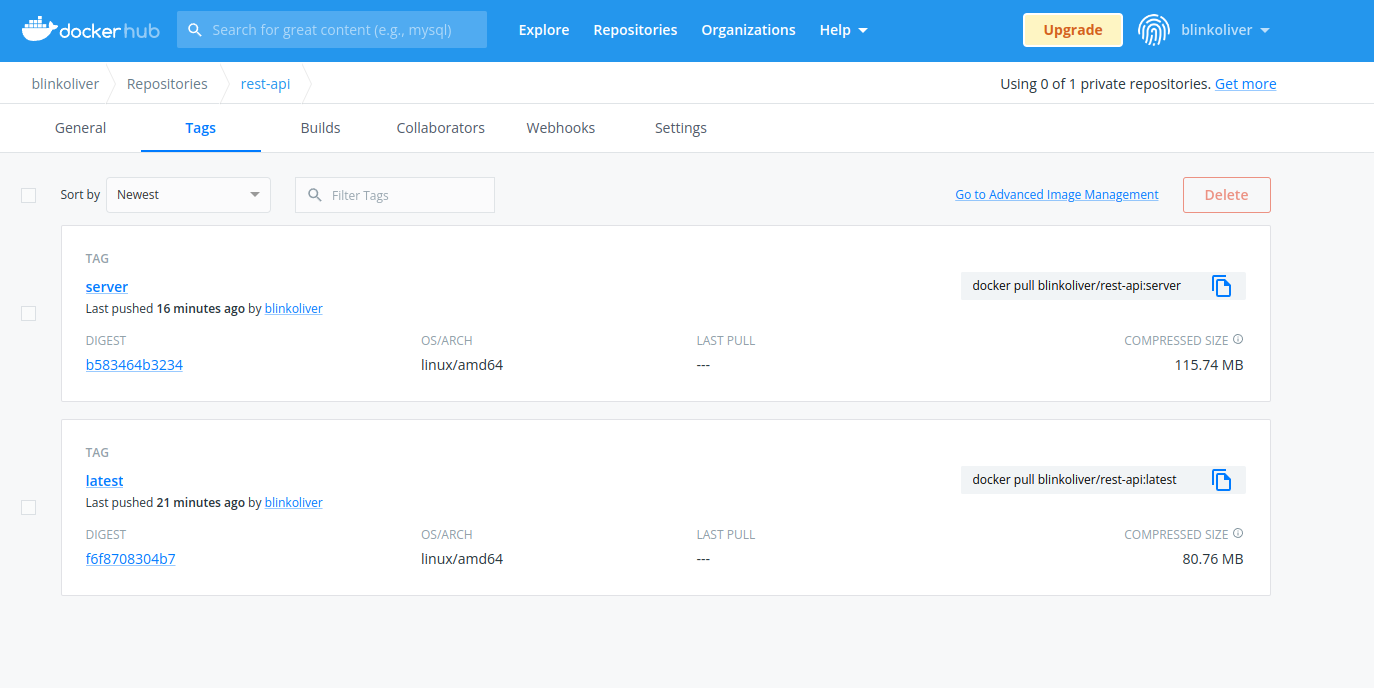 docker hub
Search for great content (e.g., mysql)
Explore
Repositories
Organizations
Help
Upgrade
blinkoliver
blinkoliver
Repositories
rest-api
Using 0 of 1 private repositories. Get more
General
Tags
Builds
Collaborators
Webhooks
Settings
Sort by
Newest
Filter Tags
Go to Advanced Image Management
Delete
TAG
server
Last pushed 16 minutes ago by blinkoliver
docker pull blinkoliver/rest-api:server
DIGEST
OS/ARCH
LAST PULL
COMPRESSED SIZE
b583464b3234
linux/amd64
---
115.74 MB
TAG
latest
Last pushed 21 minutes ago by blinkoliver
docker pull blinkoliver/rest-api:latest
DIGEST
OS/ARCH
LAST PULL
COMPRESSED SIZE
f6f8708304b7
linux/amd64
---
80.76 MB